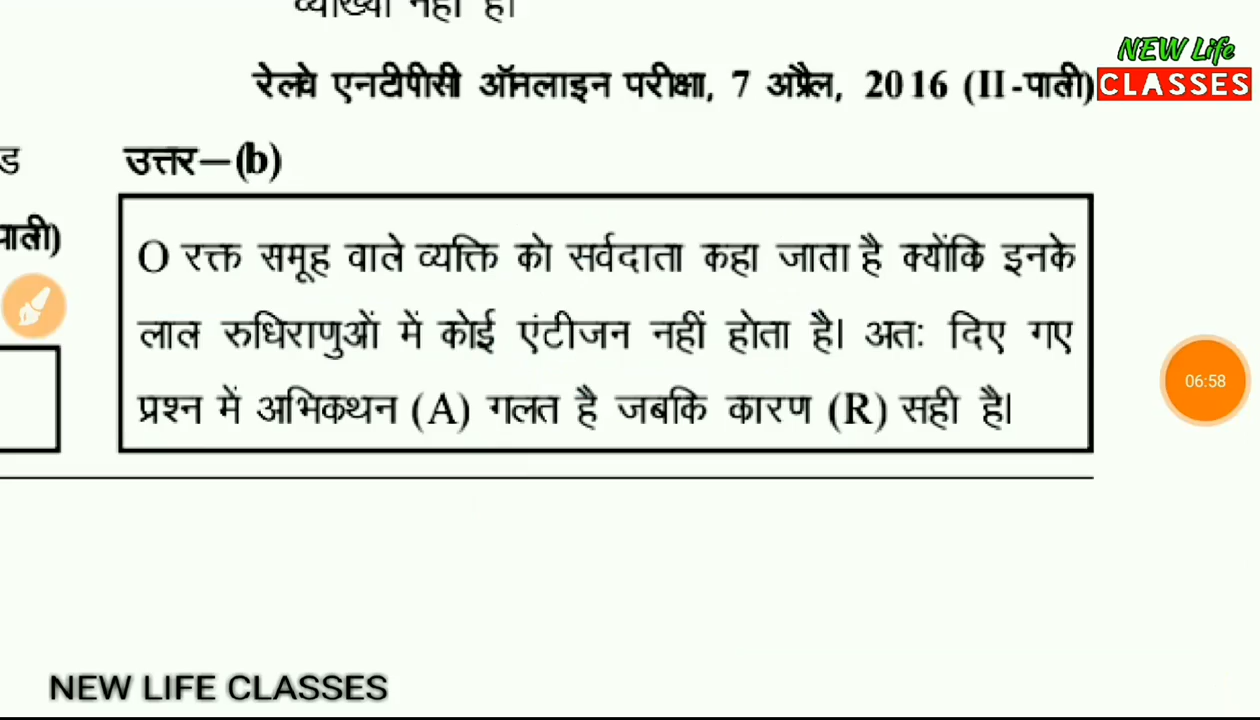 व्याख्या नहीं है।
NEW Life
CLASSES
रेलवे एनटीपीसी ऑनलाइन परीक्षा, 7 अप्रैल, 2016 (II-पाली)
ड
उत्तर—(b)
पाली)
O रक्त समूह वाले व्यक्ति को सर्वदाता कहा जाता है क्योंकि इनके
लाल रुधिराणुओं में कोई एंटीजन नहीं होता है। अतः दिए गए
प्रश्न में अभिकथन (A) गलत है जबकि कारण (R) सही है।
06:58
NEW LIFE CLASSES